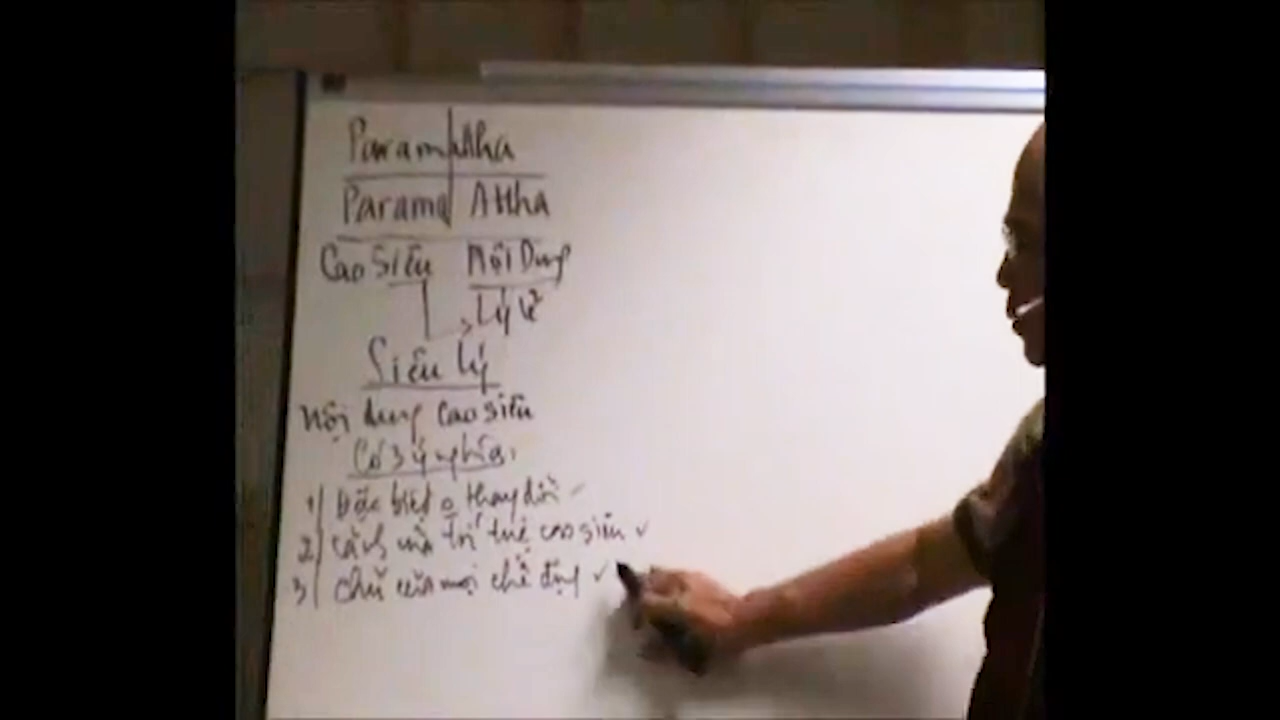 Paramattha
Parama Attha
Cao Siêu Nội Dung
Lý lẽ
Siêu lý
Nội dung cao siêu
Có 3 ý nghĩa:
1/ Đặc biệt o thay đổi
2/ Cảnh của trí tuệ cao siêu ✓
3/ Chủ của mọi chế định ✓